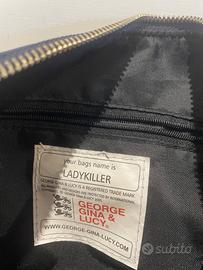 your bags name is
LADYKILLER
GEORGE, GINA & LUCY IS A REGISTERED TRADE MARK
GEORGE
GINA &
LUCY®
GEORGE-GINA-LUCY.COM
subito